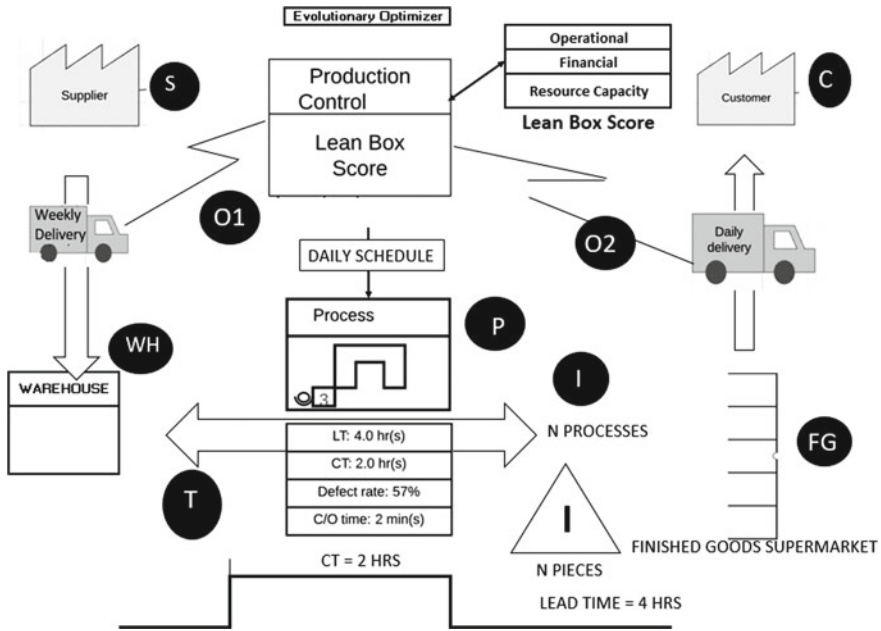 Evolutionary Optimizer
Operational
Financial
Resource Capacity
Lean Box Score
Supplier
S
Production
Control
Lean Box
Score
Customer
C
Weekly
Delivery
O1
O2
Daily
delivery
DAILY SCHEDULE
WH
Process
P
3
WAREHOUSE
I
N PROCESSES
LT: 4.0 hr(s)
CT: 2.0 hr(s)
Defect rate: 57%
C/O time: 2 min(s)
T
FG
I
N PIECES
FINISHED GOODS SUPERMARKET
CT = 2 HRS
LEAD TIME = 4 HRS